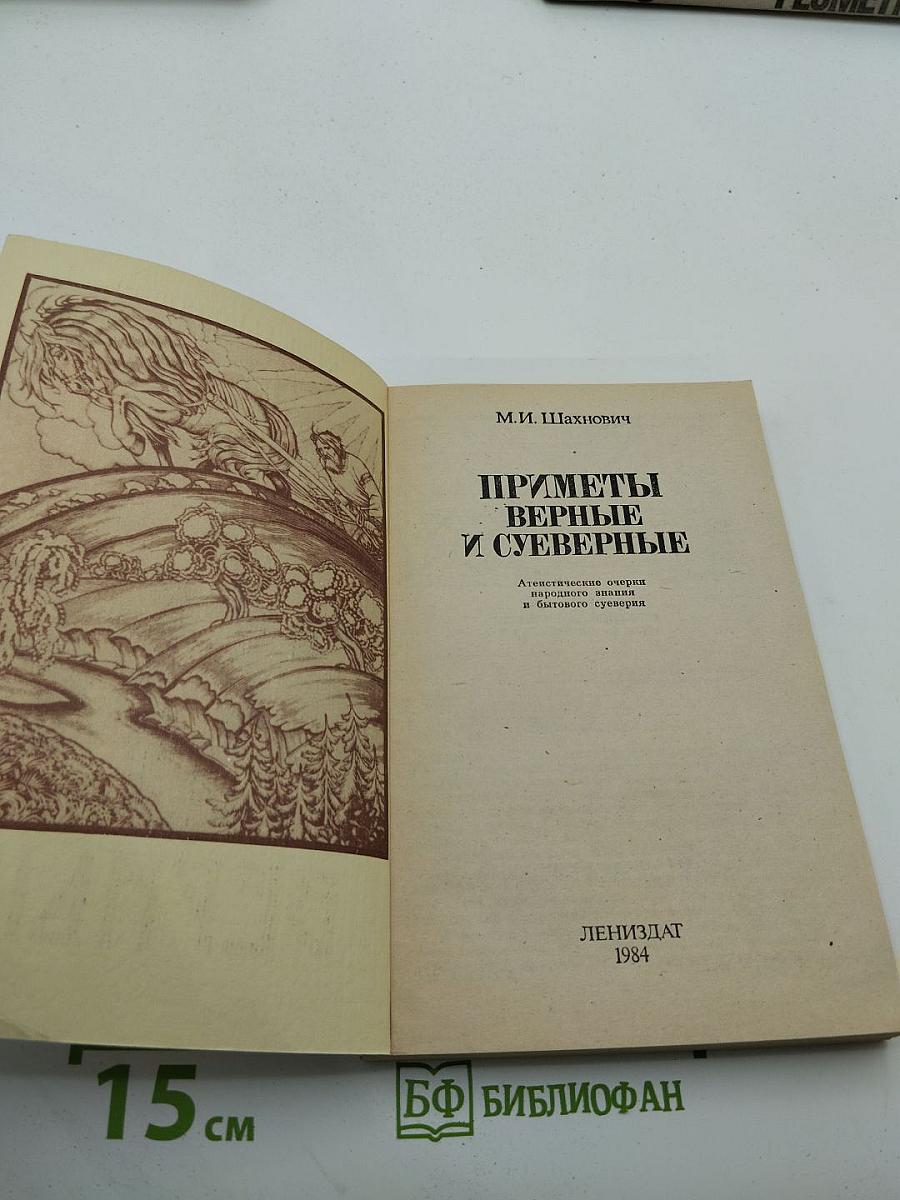 М.И. Шахнович
ПРИМЕТЫ
ВЕРНЫЕ
И СУЕВЕРНЫЕ
Атеистические очерки
народного знания
и бытового суеверия
ЛЕНИЗДАТ
1984
15 см
БФ БИБЛИОФАН